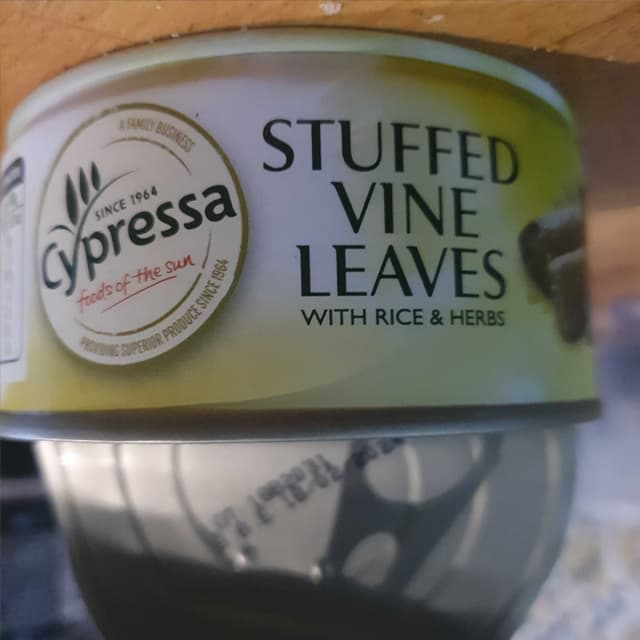 A FAMILY BUSINESS
SINCE 1964
Cypressa
foods of the sun
PROVIDING SUPERIOR PRODUCE SINCE 1964
STUFFED
VINE
LEAVES
WITH RICE & HERBS